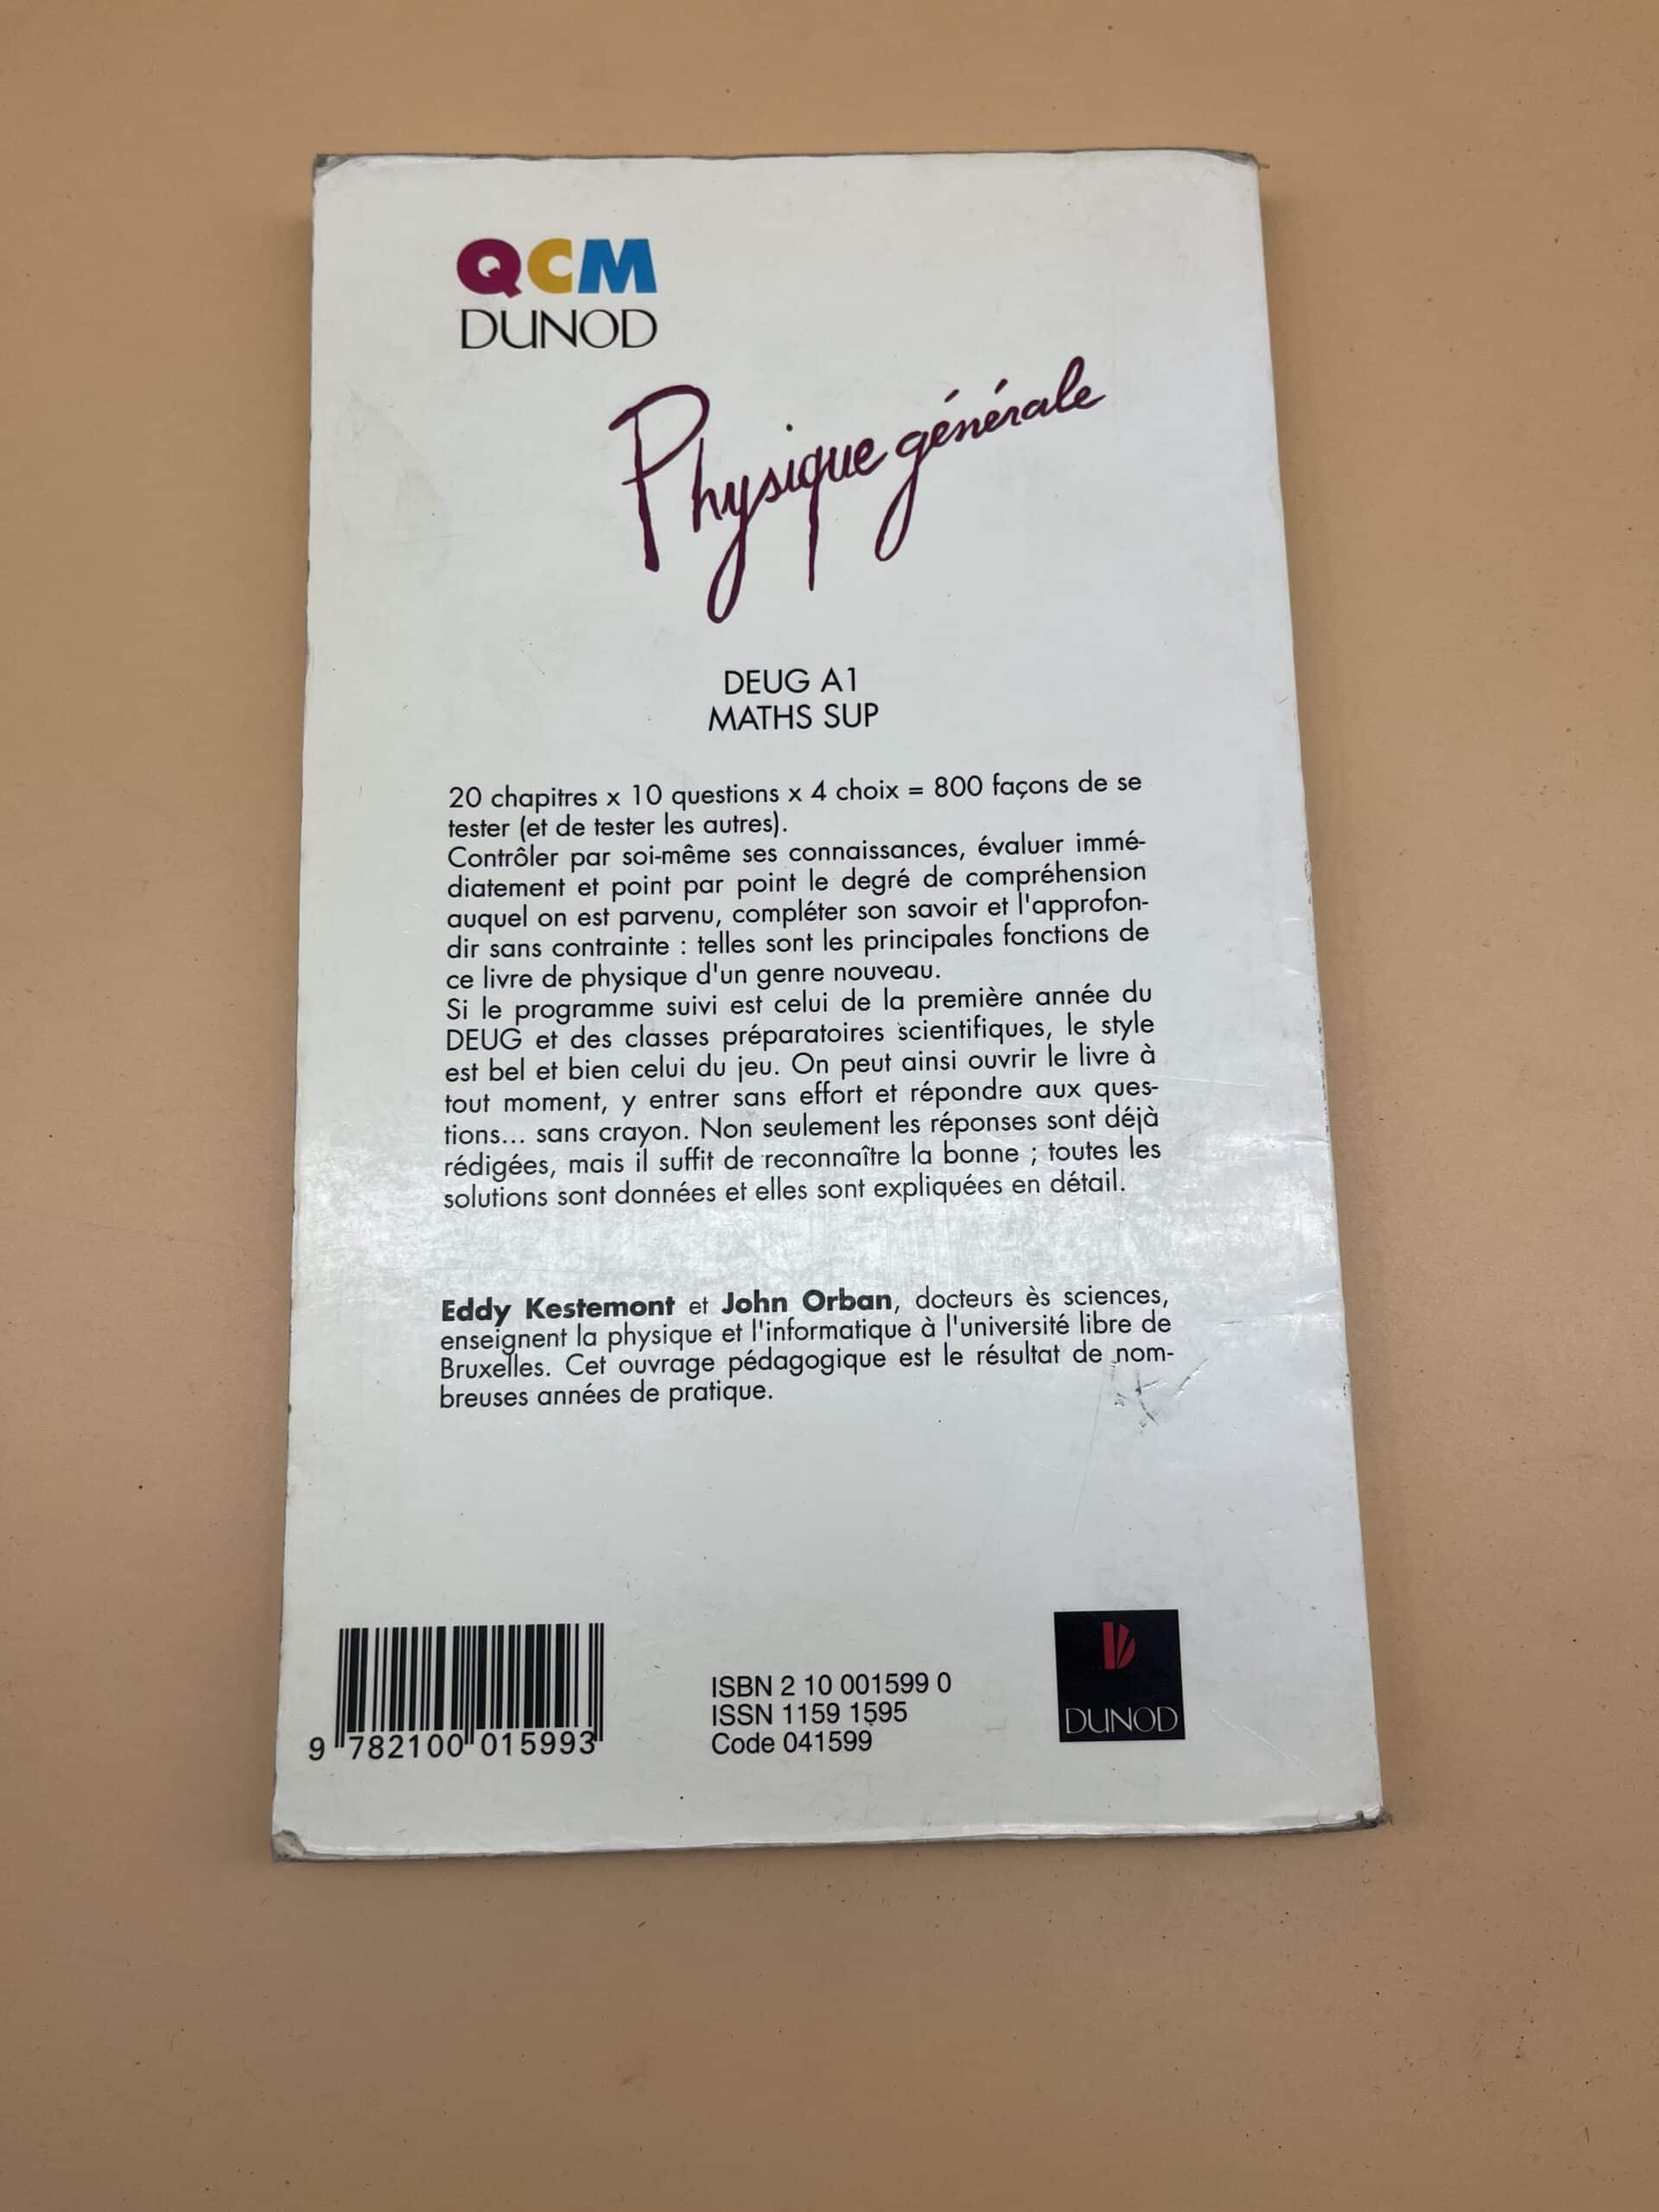 QCM
DUNOD
Physique générale
DEUG A1
MATHS SUP
20 chapitres x 10 questions x 4 choix = 800 façons de se
tester (et de tester les autres).
Contrôler par soi-même ses connaissances, évaluer immé-
diatement et point par point le degré de compréhension
auquel on est parvenu, compléter son savoir et l'approfon-
dir sans contrainte : telles sont les principales fonctions de
ce livre de physique d'un genre nouveau.
Si le programme suivi est celui de la première année du
DEUG et des classes préparatoires scientifiques, le style
est bel et bien celui du jeu. On peut ainsi ouvrir le livre à
tout moment, y entrer sans effort et répondre aux ques-
tions... sans crayon. Non seulement les réponses sont déjà
rédigées, mais il suffit de reconnaître la bonne ; toutes les
solutions sont données et elles sont expliquées en détail.
Eddy Kestemont et John Orban, docteurs ès sciences,
enseignent la physique et l'informatique à l'université libre de
Bruxelles. Cet ouvrage pédagogique est le résultat de nom-
breuses années de pratique.
9 782100 015993
ISBN 2 10 001599 0
ISSN 1159 1595
Code 041599
DUNOD